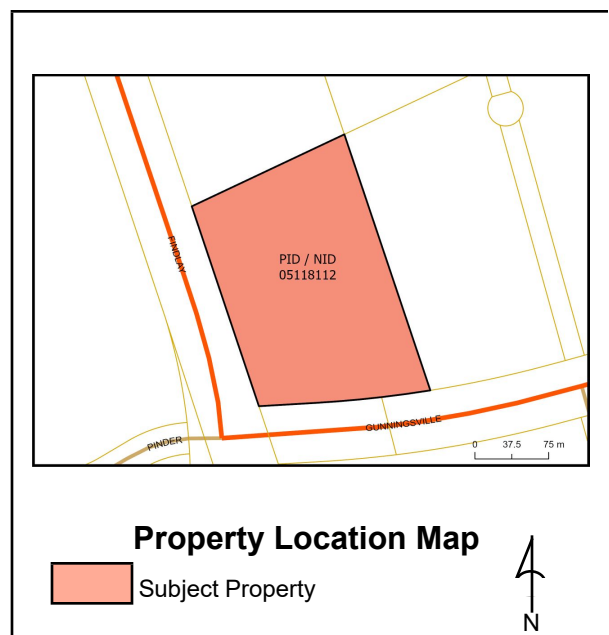 FINDLAY
PID / NID
05118112
GUNNINGSVILLE
PINDER
0 37.5 75 m
Property Location Map
Subject Property
N